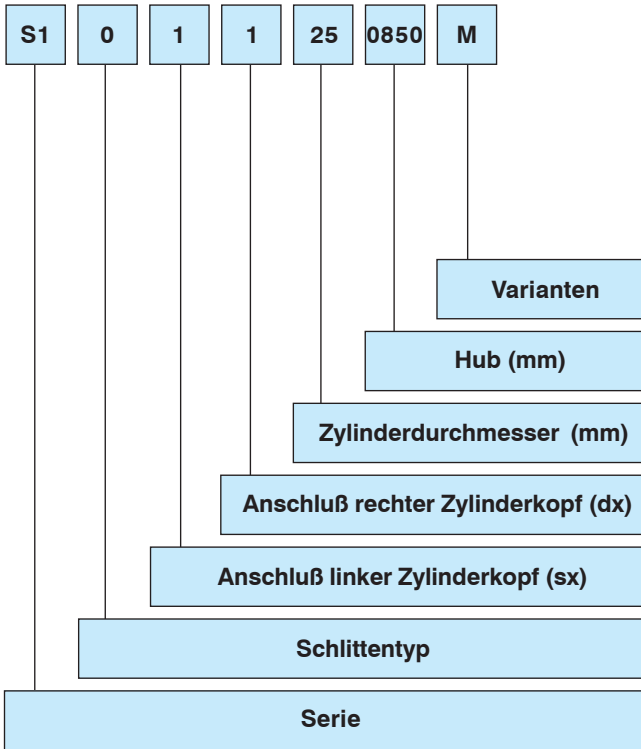 S1 0 1 1 25 0850 M
Varianten
Hub (mm)
Zylinderdurchmesser (mm)
Anschluß rechter Zylinderkopf (dx)
Anschluß linker Zylinderkopf (sx)
Schlittentyp
Serie